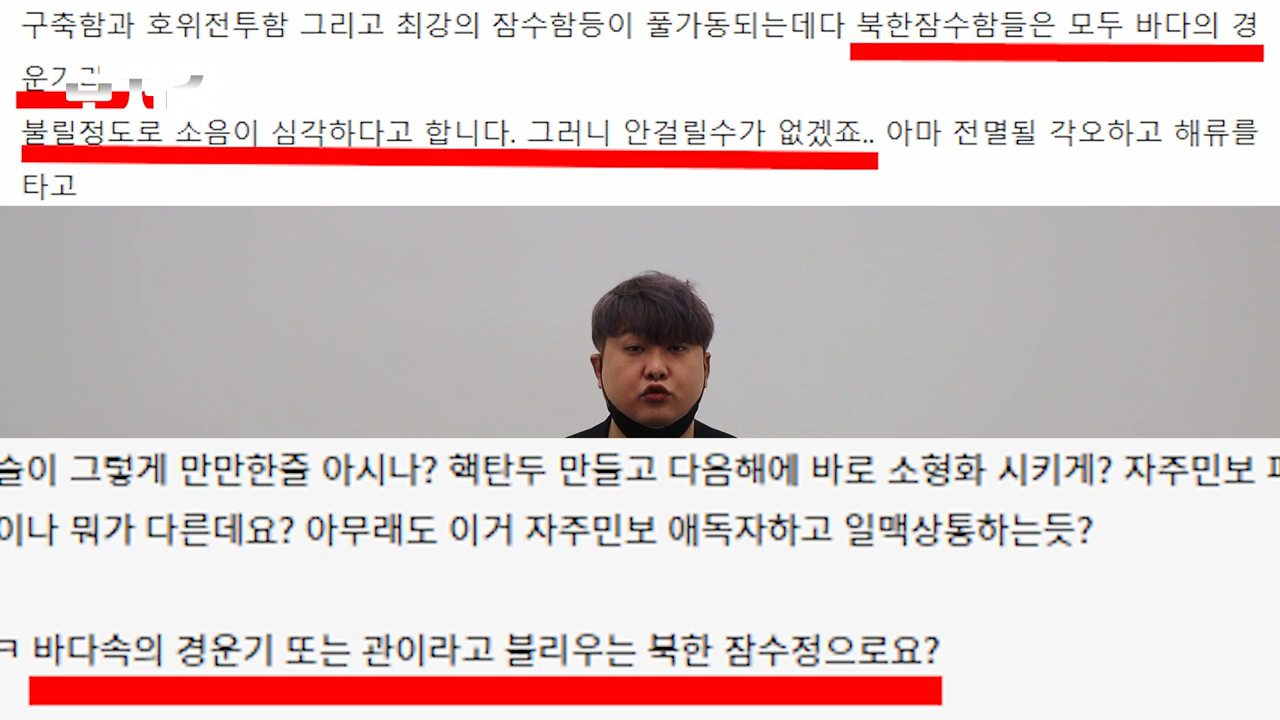 구축함과 호위전투함 그리고 최강의 잠수함등이 풀가동되는데다 북한잠수함들은 모두 바다의 경
운기라
불릴정도로 소음이 심각하다고 합니다. 그러니 안걸릴수가 없겠죠.. 아마 전멸될 각오하고 해류를
타고
슬이 그렇게 만만한줄 아시나? 핵탄두 만들고 다음해에 바로 소형화 시키게? 자주민보
이나 뭐가 다른데요? 아무래도 이거 자주민보 애독자하고 일맥상통하는듯?
ㅋ 바다속의 경운기 또는 관이라고 불리우는 북한 잠수정으로요?